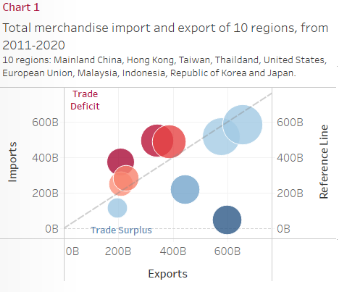 Chart 1
Total merchandise import and export of 10 regions, from
2011-2020
10 regions: Mainland China, Hong Kong, Taiwan, Thaildand, United States,
European Union, Malaysia, Indonesia, Republic of Korea and Japan.
Trade
Deficit
600B
400B
200B
0B
Imports
Trade Surplus
600B
400B
200B
0B
Reference Line
0B 200B 400B 600B
Exports